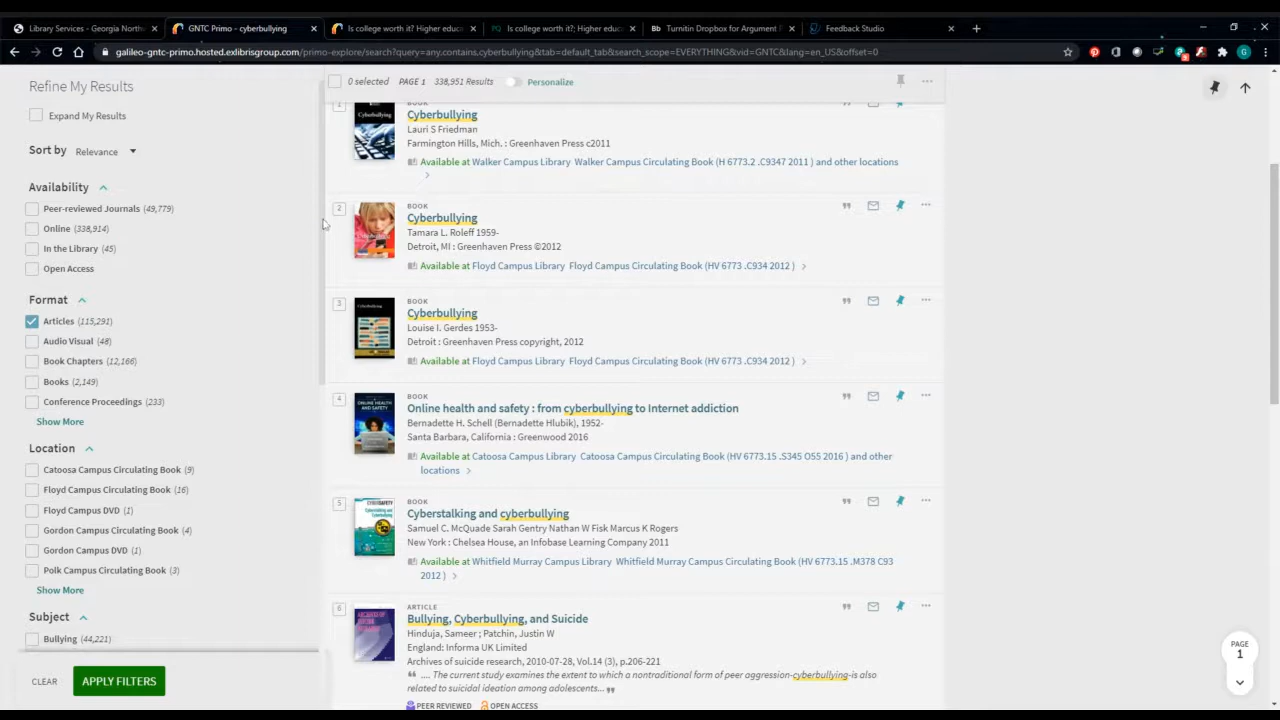 Library Services - Georgia North
GNTC Primo - cyberbullying
Is college worth it? Higher educ
Is college worth it?; Higher educ
Bb Turnitin Dropbox for Argument
Feedback Studio
galileo-gntc-primo.hosted.exlibrisgroup.com/primo-explore/search?query=any,contains,cyberbullying&tab=default_tab&search_scope=EVERYTHING&vid=GNTC&lang=en_US&offset=0
Refine My Results
Expand My Results
Sort by Relevance
Availability
Peer-reviewed Journals (49,779)
Online (338,914)
In the Library (45)
Open Access
Format
Articles (115,291)
Audio Visual (48)
Book Chapters (12,166)
Books (2,149)
Conference Proceedings (233)
Show More
Location
Catoosa Campus Circulating Book (9)
Floyd Campus Circulating Book (16)
Floyd Campus DVD (1)
Gordon Campus Circulating Book (4)
Gordon Campus DVD (1)
Polk Campus Circulating Book (3)
Show More
Subject
Bullying (44,221)
CLEAR
APPLY FILTERS
0 selected PAGE 1 338,951 Results Personalize
1
BOOK
Cyberbullying
Lauri S Friedman
Farmington Hills, Mich. : Greenhaven Press c2011
Available at Walker Campus Library Walker Campus Circulating Book (H 6773.2 .C9347 2011 ) and other locations
2
BOOK
Cyberbullying
Tamara L. Roleff 1959-
Detroit, MI : Greenhaven Press ©2012
Available at Floyd Campus Library Floyd Campus Circulating Book (HV 6773 .C934 2012 )
3
BOOK
Cyberbullying
Louise I. Gerdes 1953-
Detroit : Greenhaven Press copyright, 2012
Available at Floyd Campus Library Floyd Campus Circulating Book (HV 6773 .C934 2012 )
4
BOOK
Online health and safety : from cyberbullying to Internet addiction
Bernadette H. Schell (Bernadette Hlubik), 1952-
Santa Barbara, California : Greenwood 2016
Available at Catoosa Campus Library Catoosa Campus Circulating Book (HV 6773.15 .S345 O55 2016 ) and other
locations
5
BOOK
Cyberstalking and cyberbullying
Samuel C. McQuade Sarah Gentry Nathan W Fisk Marcus K Rogers
New York : Chelsea House, an Infobase Learning Company 2011
Available at Whitfield Murray Campus Library Whitfield Murray Campus Circulating Book (HV 6773.15 .M378 C93
2012 )
6
ARTICLE
Bullying, Cyberbullying, and Suicide
Hinduja, Sameer ; Patchin, Justin W
England: Informa UK Limited
Archives of suicide research, 2010-07-28, Vol.14 (3), p.206-221
.... The current study examines the extent to which a nontraditional form of peer aggression-cyberbullying-is also
related to suicidal ideation among adolescents...
PEER REVIEWED OPEN ACCESS
PAGE
1